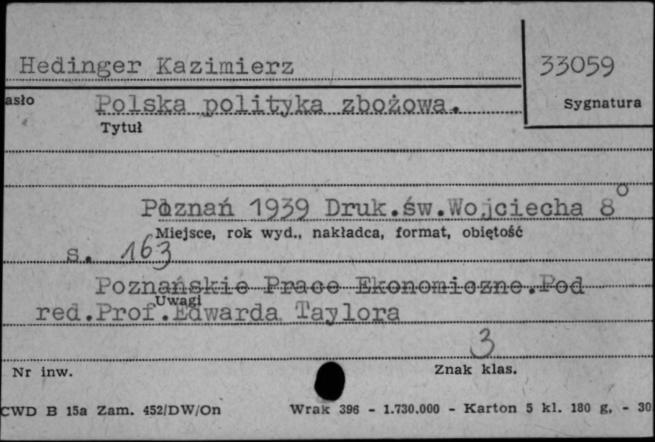 Hedinger Kazimierz 33059
asło Polska polityka zbożowa. Sygnatura
Tytuł
Poznań 1939 Druk.św.Wojciecha 8°
Miejsce, rok wyd., nakładca, format, objętość
s. 163
Poznańskie Prace Ekonomiczne.Pod
Uwagi
red.Prof.Edwarda Taylora
3
Nr inw. Znak klas.
CWD B 15a Zam. 452/DW/On Wrak 396 - 1.730.000 - Karton 5 kl. 180 g. - 30